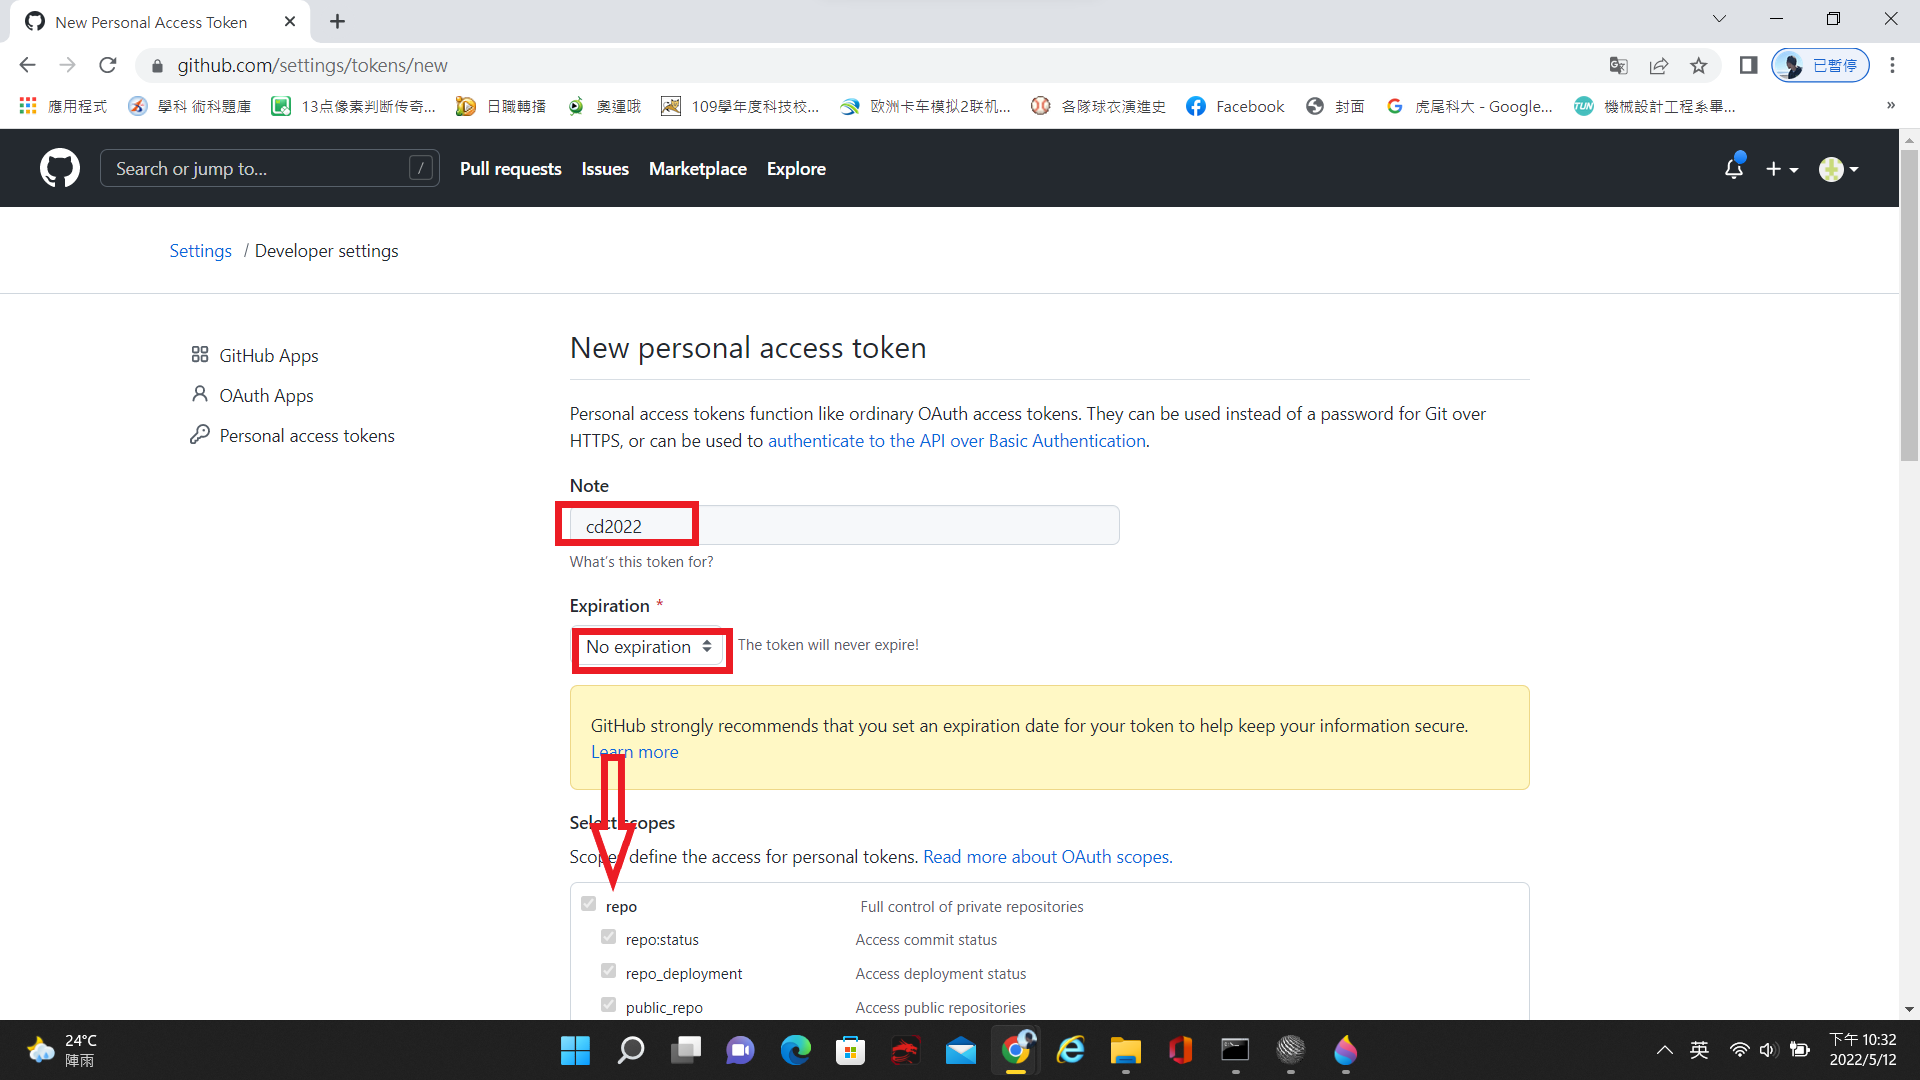 New Personal Access Token
github.com/settings/tokens/new
已暫停
應用程式
學科 術科題庫
13点像素判断传奇...
日職轉播
奧運哦
109學年度科技校...
欧洲卡车模拟2联机...
各隊球衣演進史
Facebook
封面
虎尾科大 - Google...
TUN
機械設計工程系畢...
»
Search or jump to...
/
Pull requests
Issues
Marketplace
Explore
Settings / Developer settings
GitHub Apps
OAuth Apps
Personal access tokens
New personal access token
Personal access tokens function like ordinary OAuth access tokens. They can be used instead of a password for Git over
HTTPS, or can be used to authenticate to the API over Basic Authentication.
Note
cd2022
What's this token for?
Expiration *
No expiration
The token will never expire!
GitHub strongly recommends that you set an expiration date for your token to help keep your information secure.
Learn more
Select scopes
Scopes define the access for personal tokens. Read more about OAuth scopes.
repo
Full control of private repositories
repo:status
Access commit status
repo_deployment
Access deployment status
public_repo
Access public repositories
24°C
陣雨
英
下午 10:32
2022/5/12